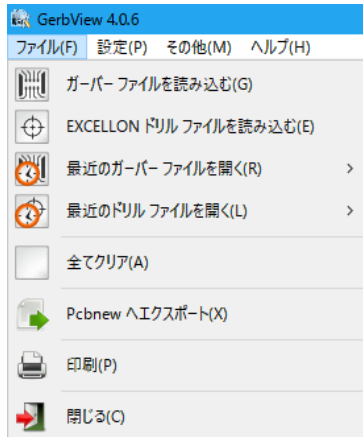 GerbView 4.0.6
ファイル(F) 設定(P) その他(M) ヘルプ(H)
ガーバー ファイルを読み込む(G)
EXCELLON ドリル ファイルを読み込む(E)
最近のガーバー ファイルを開く(R)
最近のドリル ファイルを開く(L)
全てクリア(A)
Pcbnew へエクスポート(X)
印刷(P)
閉じる(C)